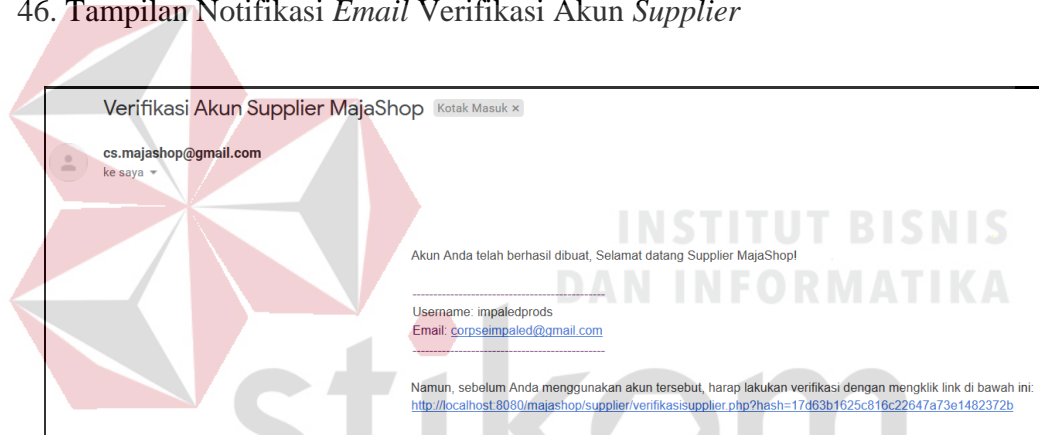 46. Tampilan Notifikasi Email Verifikasi Akun Supplier
Verifikasi Akun Supplier MajaShop Kotak Masuk ×
cs.majashop@gmail.com
ke saya
INSTITUT BISNIS
DAN INFORMATIKA
stikom
Akun Anda telah berhasil dibuat, Selamat datang Supplier MajaShop!
------------------------------------------------
Username: impaledprods
Email: corpseimpaled@gmail.com
------------------------------------------------
Namun, sebelum Anda menggunakan akun tersebut, harap lakukan verifikasi dengan mengklik link di bawah ini:
http://localhost:8080/majashop/supplier/verifikasisupplier.php?hash=17d63b1625c816c22647a73e1482372b